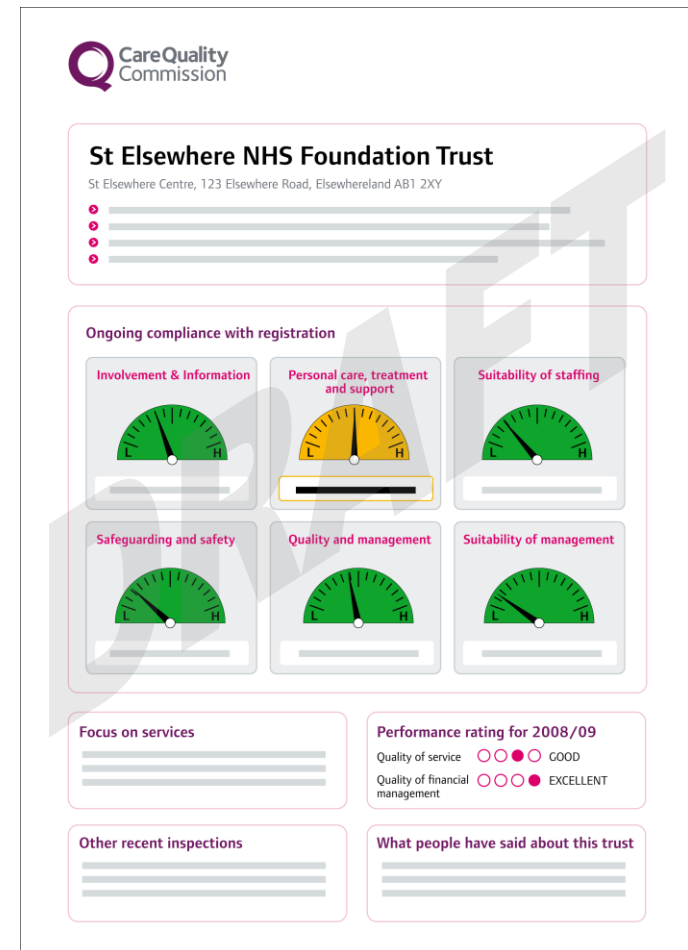 CareQuality
Commission
St Elsewhere NHS Foundation Trust
St Elsewhere Centre, 123 Elsewhere Road, Elsewhereland AB1 2XY
Ongoing compliance with registration
Involvement & Information
L H
Personal care, treatment
and support
L H
Suitability of staffing
L H
Safeguarding and safety
L H
Quality and management
L H
Suitability of management
L H
Focus on services
Performance rating for 2008/09
Quality of service GOOD
Quality of financial
management
EXCELLENT
Other recent inspections
What people have said about this trust
DRAFT